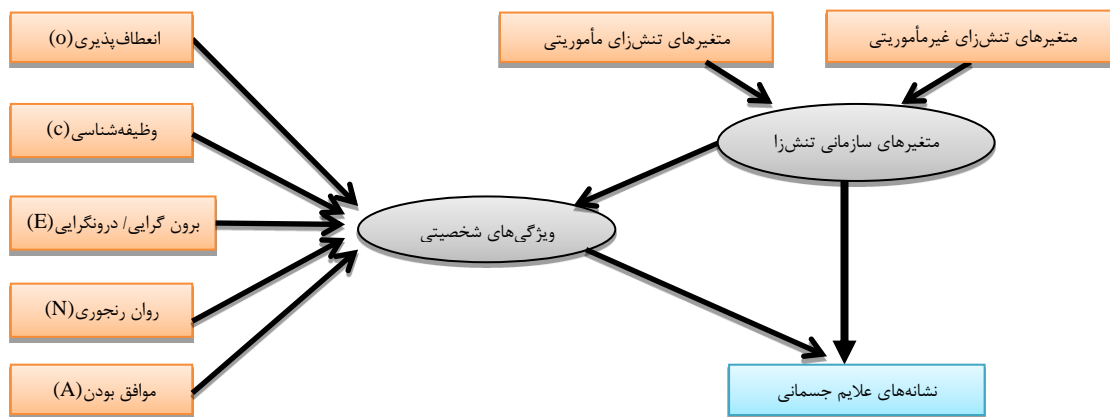 متغیرهای تنش‌زای غیرمأموریتی
متغیرهای تنش‌زای مأموریتی
انعطاف‌پذیری(o)
وظیفه‌شناسی(c)
متغیرهای سازمانی تنش‌زا
برون گرایی/ درونگرایی(E)
ویژگی‌های شخصیتی
روان رنجوری(N)
موافق بودن(A)
نشانه‌های علایم جسمانی